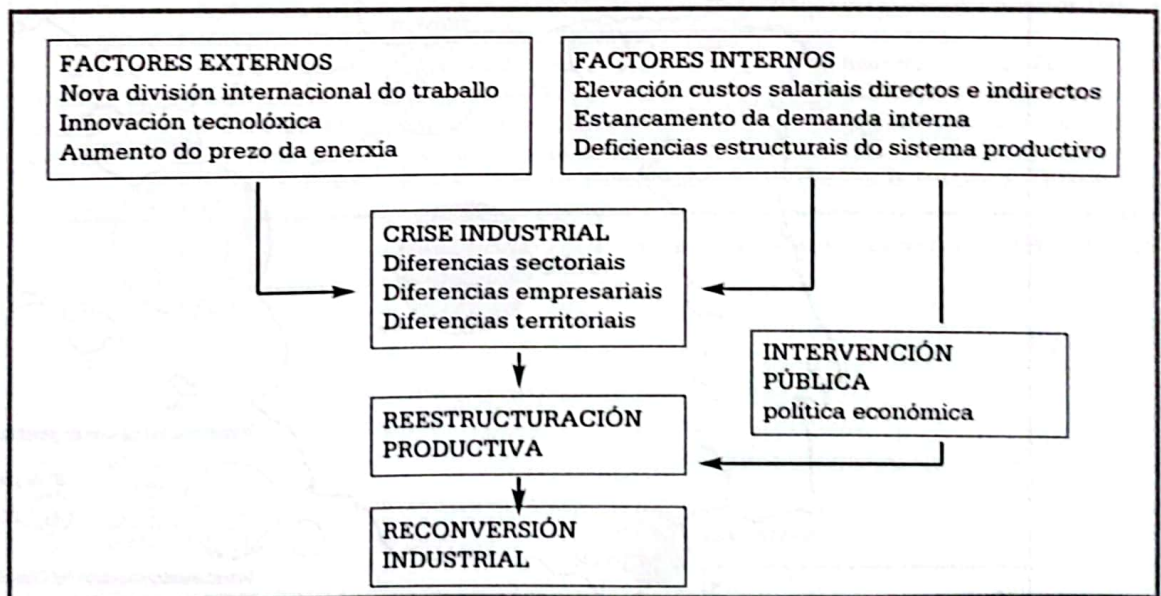 FACTORES EXTERNOS
Nova división internacional do traballo
Innovación tecnolóxica
Aumento do prezo da enerxía
FACTORES INTERNOS
Elevación custos salariais directos e indirectos
Estancamento da demanda interna
Deficiencias estructurais do sistema productivo
CRISE INDUSTRIAL
Diferencias sectoriais
Diferencias empresariais
Diferencias territoriais
INTERVENCIÓN
PÚBLICA
política económica
REESTRUCTURACIÓN
PRODUCTIVA
RECONVERSIÓN
INDUSTRIAL